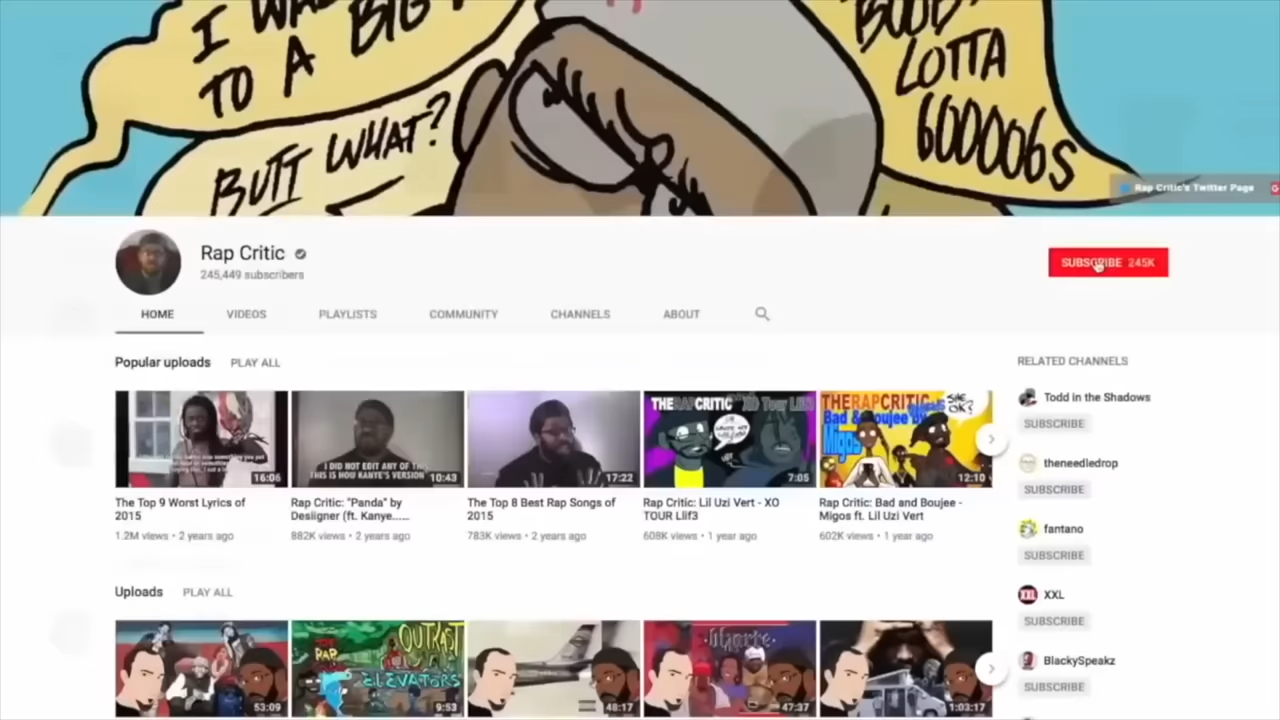 I WA
TO A BIG
BUTT WHAT?
LOTTA
600006s
Rap Critic's Twitter Page
Rap Critic
245,449 subscribers
SUBSCRIBE 245K
HOME
VIDEOS
PLAYLISTS
COMMUNITY
CHANNELS
ABOUT
Popular uploads
PLAY ALL
RELATED CHANNELS
16:06
I DID NOT EDIT ANY OF
THIS IS HOW KANYE'S VERSION
10:43
17:22
THE RAP CRITIC
7:05
THE RAP CRITIC
Bad & Boujee
Migos
SHE
OK?
12:10
The Top 9 Worst Lyrics of
2015
1.2M views • 2 years ago
Rap Critic: "Panda" by
Desiigner (ft. Kanye......
882K views • 2 years ago
The Top 8 Best Rap Songs of
2015
783K views • 2 years ago
Rap Critic: Lil Uzi Vert - XO
TOUR Llif3
608K views • 1 year ago
Rap Critic: Bad and Boujee -
Migos ft. Lil Uzi Vert
602K views • 1 year ago
Todd in the Shadows
SUBSCRIBE
theneedledrop
SUBSCRIBE
fantano
SUBSCRIBE
XXL
XXL
SUBSCRIBE
BlackySpeakz
SUBSCRIBE
Uploads
PLAY ALL
53:09
RAP
OUTKAST
ELEVATORS
9:53
48:17
47:37
1:03:17